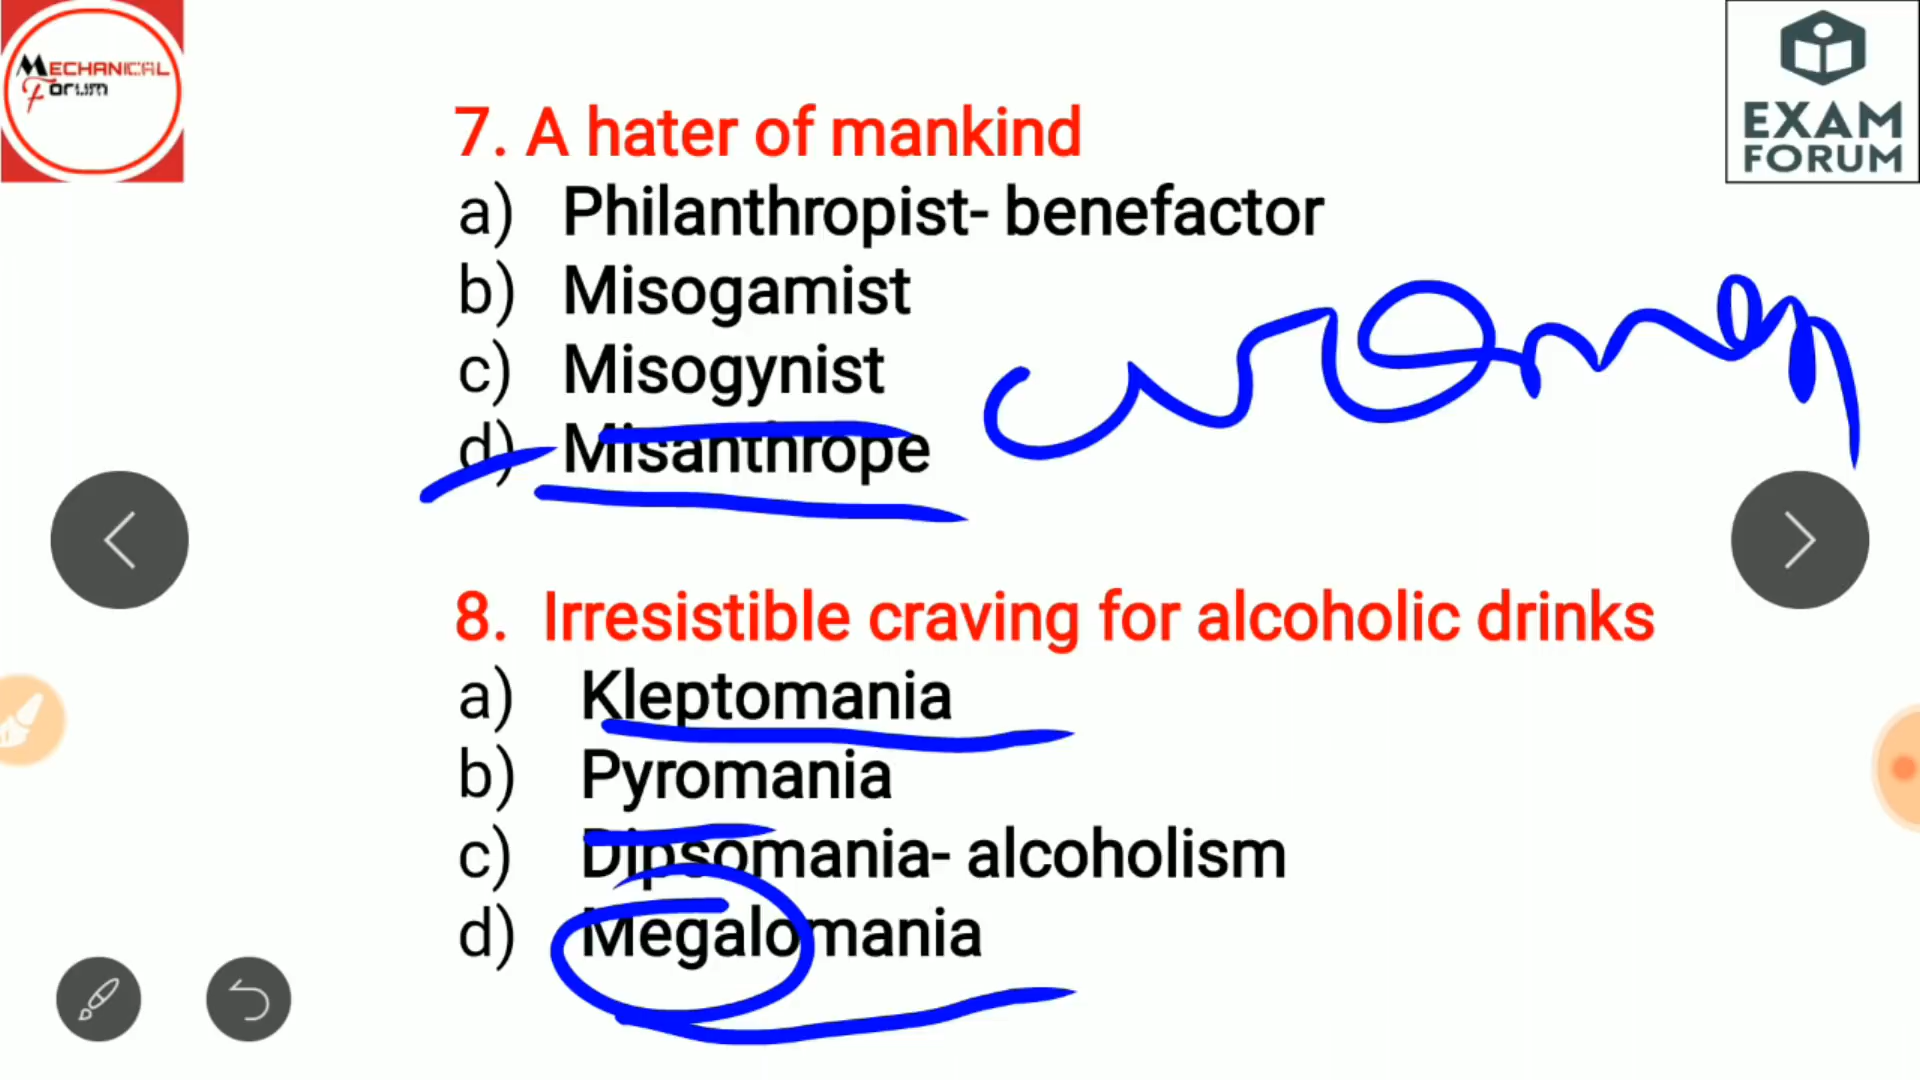 MECHANICAL
Forum
EXAM
FORUM
7. A hater of mankind
a) Philanthropist- benefactor
b) Misogamist
c) Misogynist
women
d) Misanthrope
8. Irresistible craving for alcoholic drinks
a) Kleptomania
b) Pyromania
c) Dipsomania- alcoholism
d) Megalomania